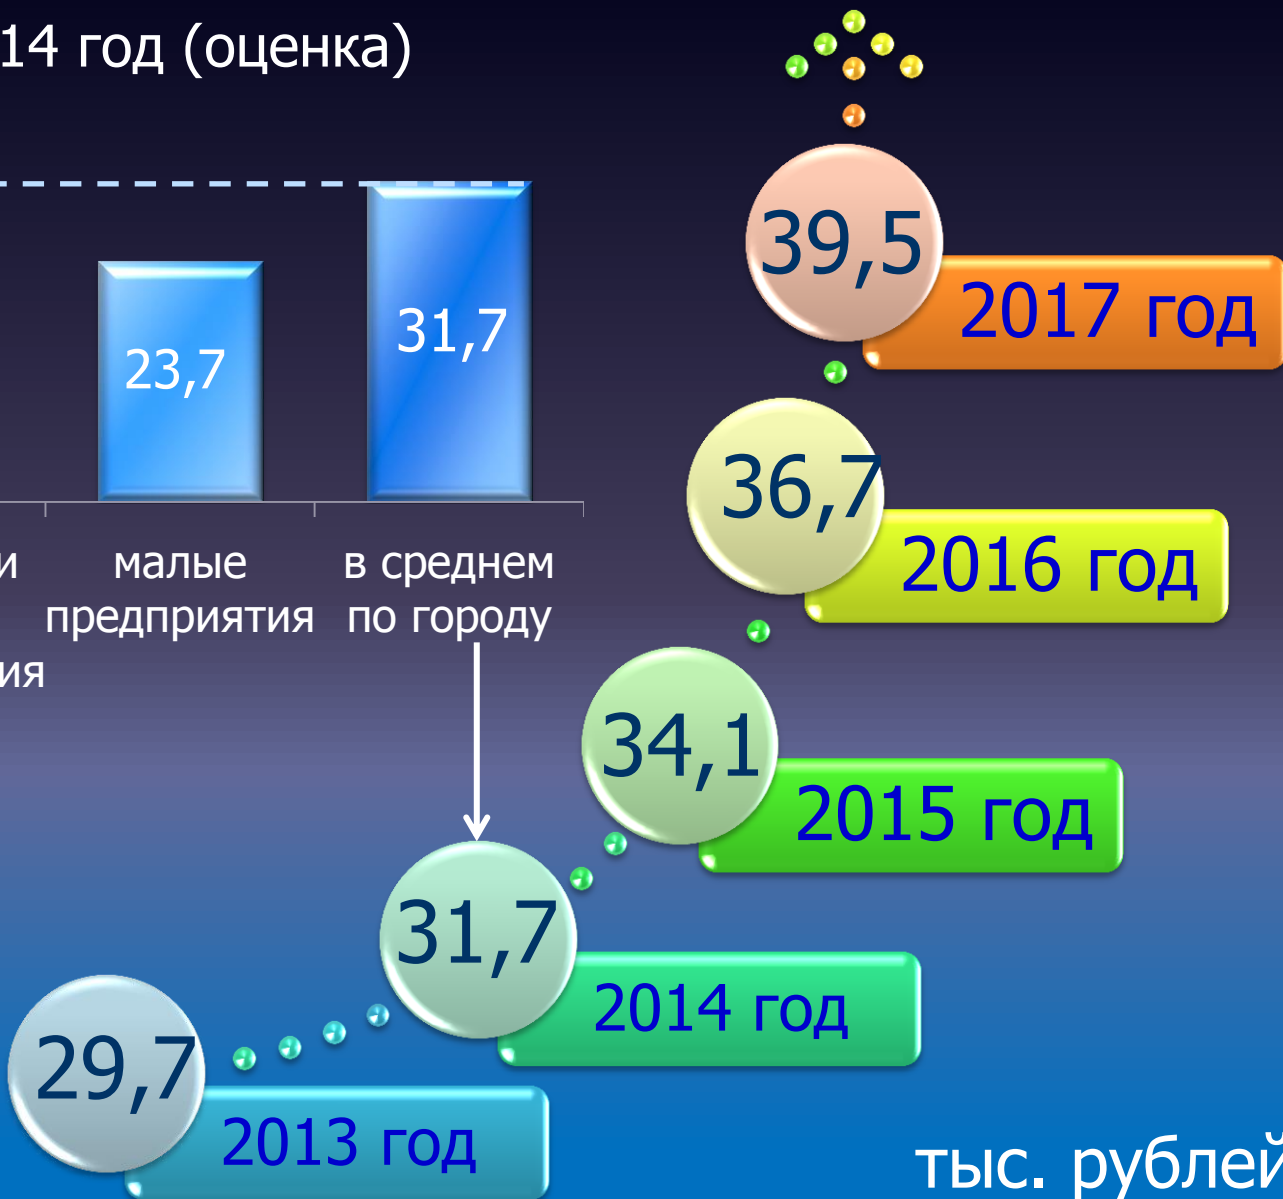 14 год (оценка)
39,5
2017 год
31,7
23,7
36,7
2016 год
и
малые
предприятия
в среднем
по городу
ия
34,1
2015 год
31,7
2014 год
29,7
2013 год
тыс. рублей